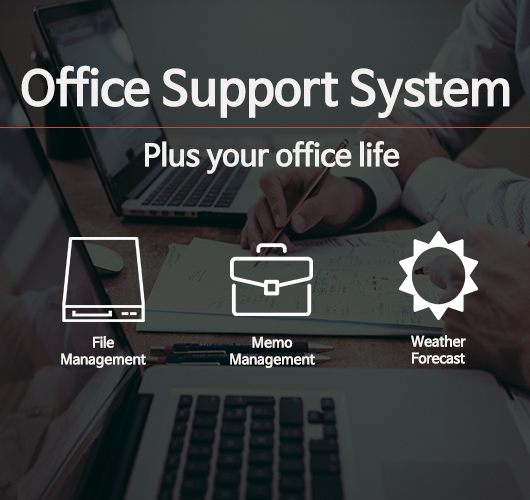 Office Support System
Plus your office life
File
Management
Memo
Management
Weather
Forecast